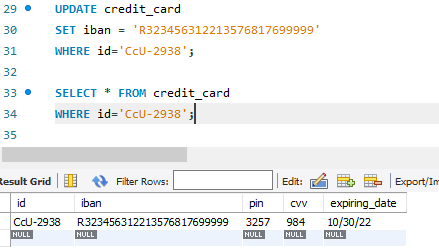 29 UPDATE credit_card
30 SET iban = 'R323456312213576817699999'
31 WHERE id='CcU-2938';
32
33 SELECT * FROM credit_card
34 WHERE id='CcU-2938';
35
Result Grid Filter Rows: Edit: Export/Im
id iban pin cvv expiring_date
CcU-2938 R323456312213576817699999 3257 984 10/30/22
NULL NULL NULL NULL NULL